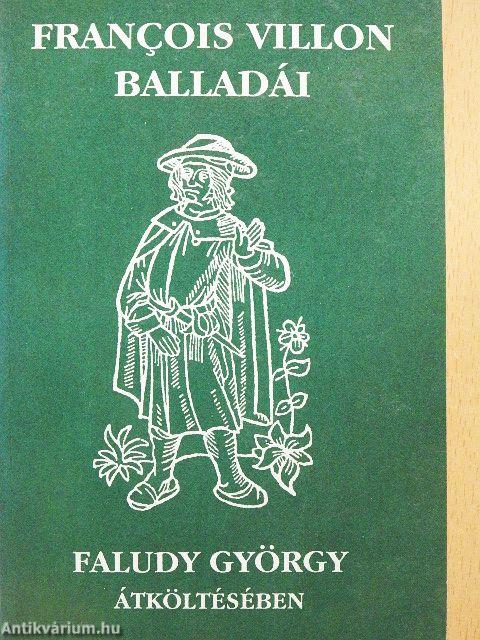 FRANÇOIS VILLON
BALLADÁI
FALUDY GYÖRGY
ÁTKÖLTÉSÉBEN
Antikvárium.hu